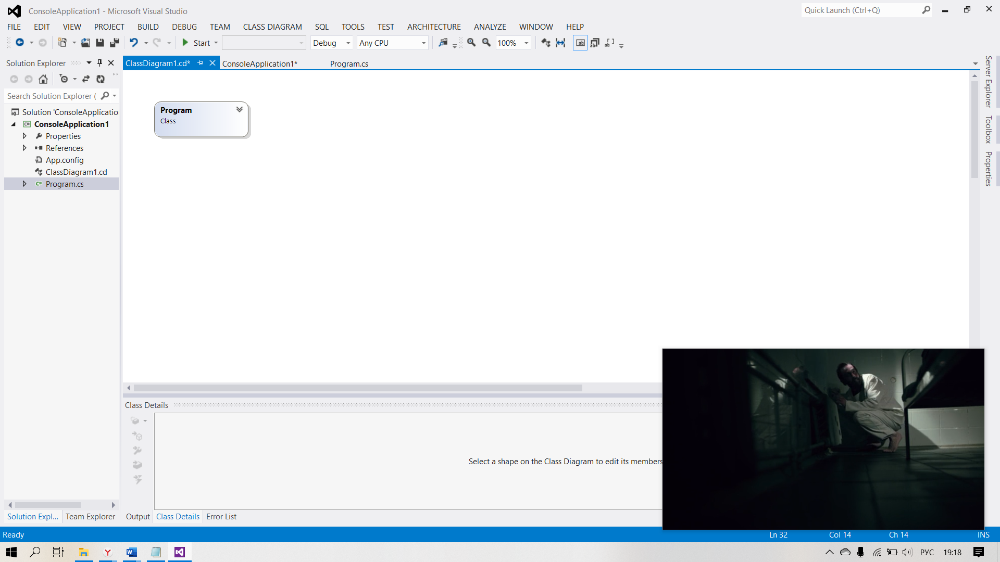 ConsoleApplication1 - Microsoft Visual Studio
Quick Launch (Ctrl+Q)
FILE EDIT VIEW PROJECT BUILD DEBUG TEAM CLASS DIAGRAM SQL TOOLS TEST ARCHITECTURE ANALYZE WINDOW HELP
Start Debug Any CPU 100%
Solution Explorer
ClassDiagram1.cd* ConsoleApplication1* Program.cs
Search Solution Explorer (
Solution 'ConsoleApplicatio
ConsoleApplication1
Properties
References
App.config
ClassDiagram1.cd
Program.cs
Program
Class
Server Explorer
Toolbox
Properties
Class Details
Select a shape on the Class Diagram to edit its members
Solution Expl... Team Explorer Output Class Details Error List
Ready Ln 32 Col 14 Ch 14 INS
РУС 19:18